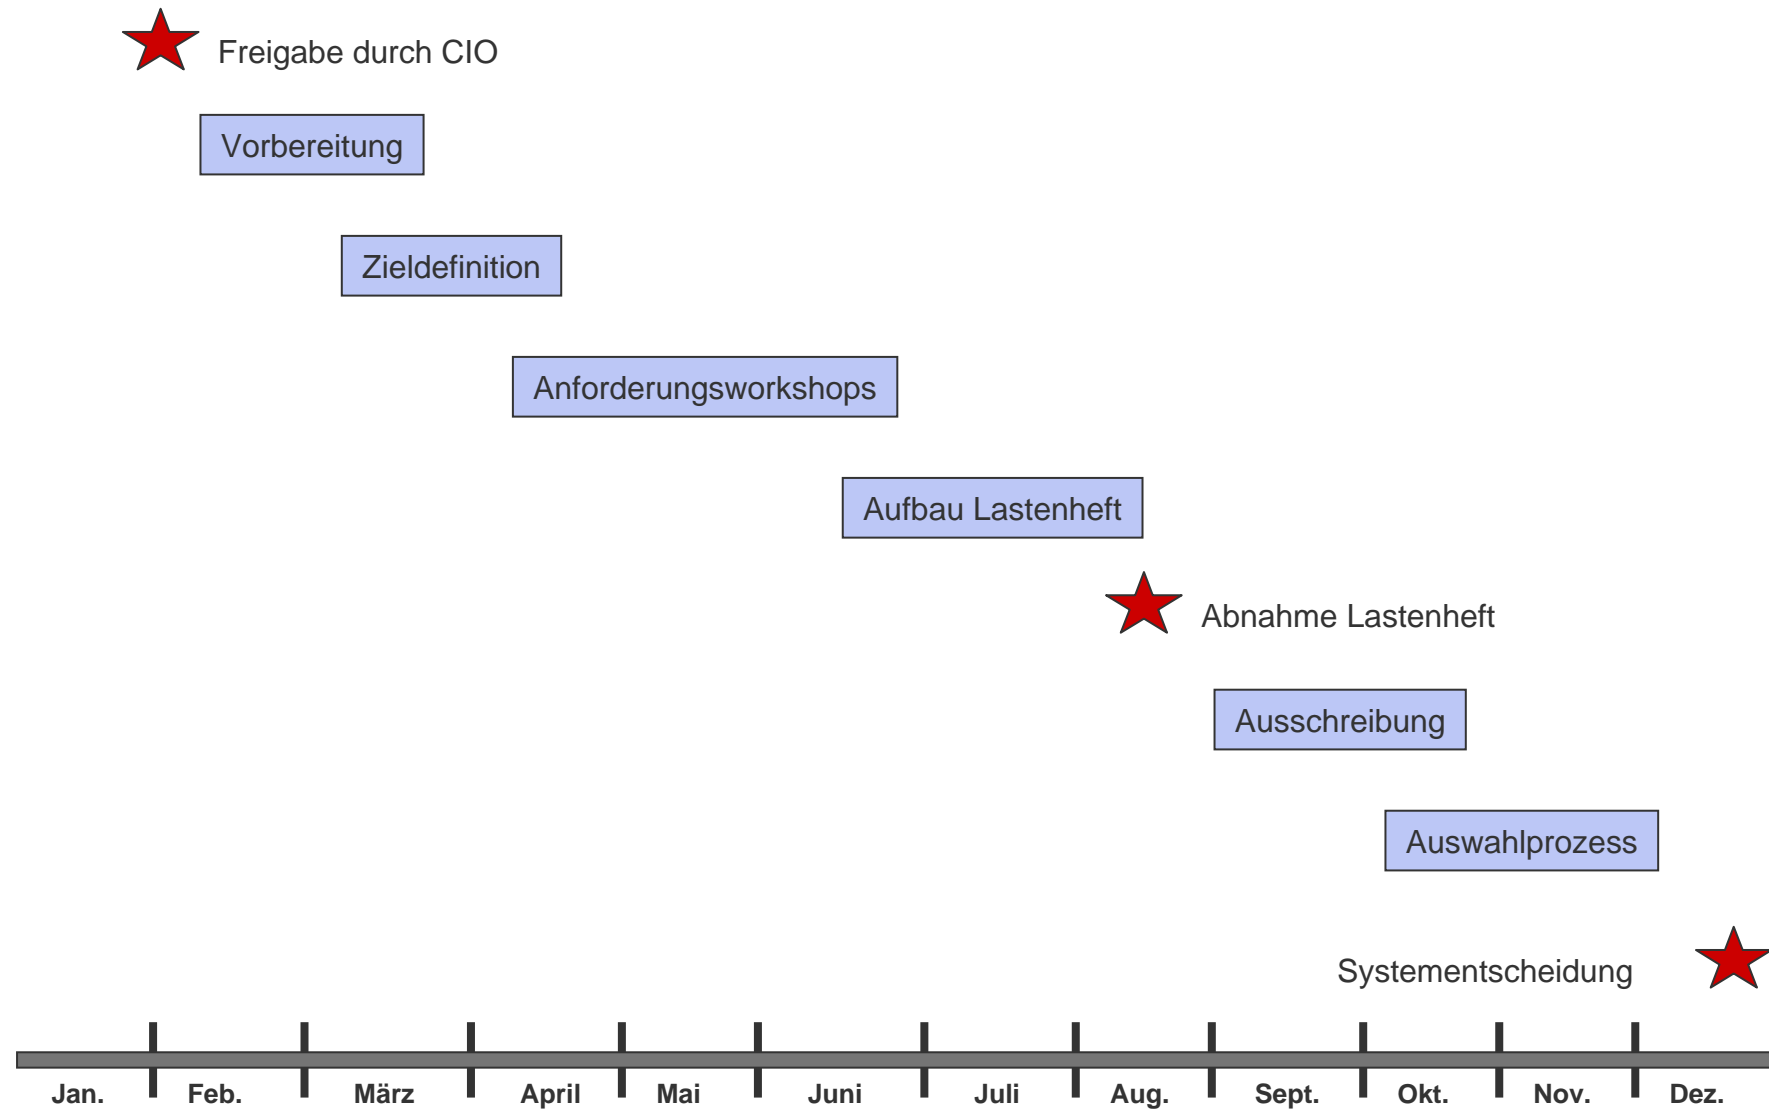 Freigabe durch CIO
Vorbereitung
Zieldefinition
Anforderungsworkshops
Aufbau Lastenheft
Abnahme Lastenheft
Ausschreibung
Auswahlprozess
Systementscheidung
Jan. Feb. März April Mai Juni Juli Aug. Sept. Okt. Nov. Dez.